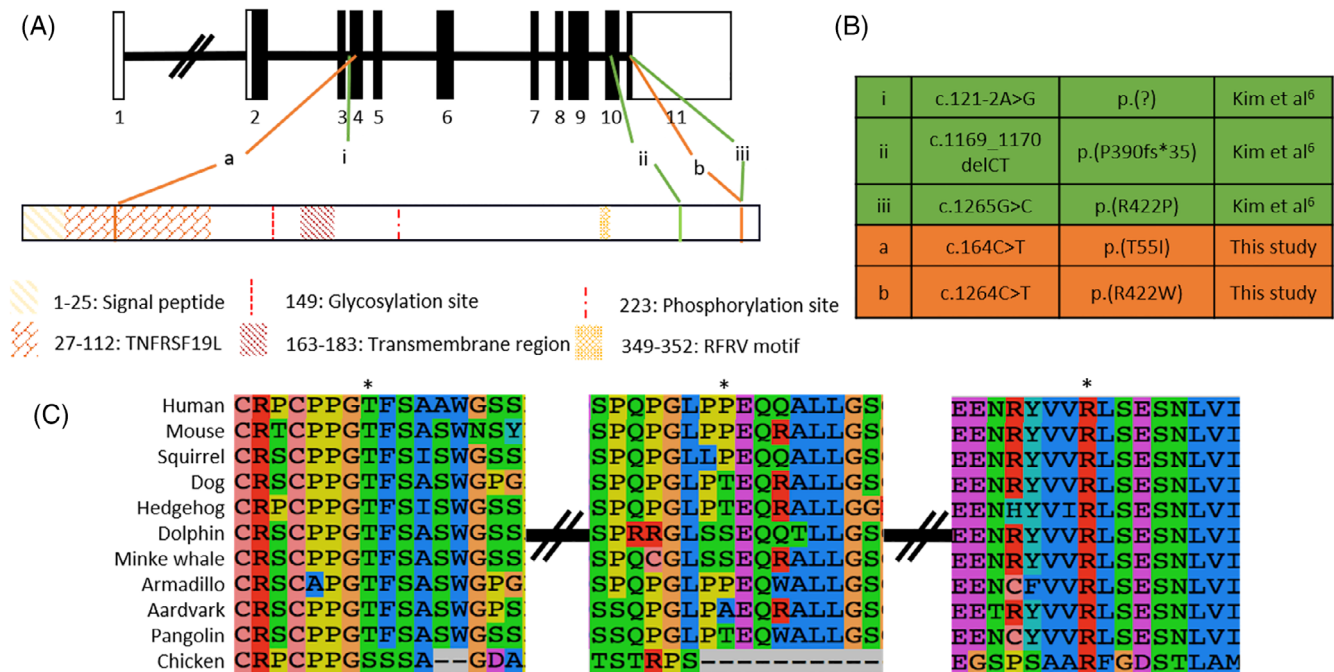 (A)
1 2 3 4 5 6 7 8 9 10 11
a i ii b iii
1-25: Signal peptide
149: Glycosylation site
223: Phosphorylation site
27-112: TNFRSF19L
163-183: Transmembrane region
349-352: RFRV motif
(B)
i c.121-2A>G p.(?) Kim et al⁶
ii c.1169_1170 delCT p.(P390fs*35) Kim et al⁶
iii c.1265G>C p.(R422P) Kim et al⁶
a c.164C>T p.(T55I) This study
b c.1264C>T p.(R422W) This study
(C)
* * *
Human CRPCPPGTFSAAWGSS SPQPGLPPEQQALLGS EENRYVVRLSESNLVI
Mouse CRTCPPGTFSASWNSY SPQPGLPPEQRALLGS EENRYVVRLSESNLVI
Squirrel CRSCPPGTFSISWGSS SPQPGLLPEQQALLGS EENRYVVRLSESNLVI
Dog CRSCPPGTFSASWGPG SPQPGLPTEQRALLGS EENRYVVRLSESNLVI
Hedgehog CRPCPPGTFSISWGSS SPQPGLPTEQRALLGG EENHYVIRLSESNLVI
Dolphin CRSCPPGTFSASWGSS SPRRGLSSEQQTLLGS EENRYVVRLSESNLVI
Minke whale CRSCPPGTFSASWGSS SPQCGLSSEQRALLGS EENRYVVRLSESNLVI
Armadillo CRSCAPGTFSASWGPG SPQPGLPPEQWALLGS EENCFVVRLSESNLVI
Aardvark CRSCPPGTFSASWGPS SSQPGLPAEQRALLGS EETRYVVRLSESNLVI
Pangolin CRSCPPGTFSASWGSS SSQPGLPTEQWALLGS EENCYVVRLSESNLVI
Chicken CRPCPPGSSSA--GDA TSTRPS---------- EGSPSAARFGDSTLAM